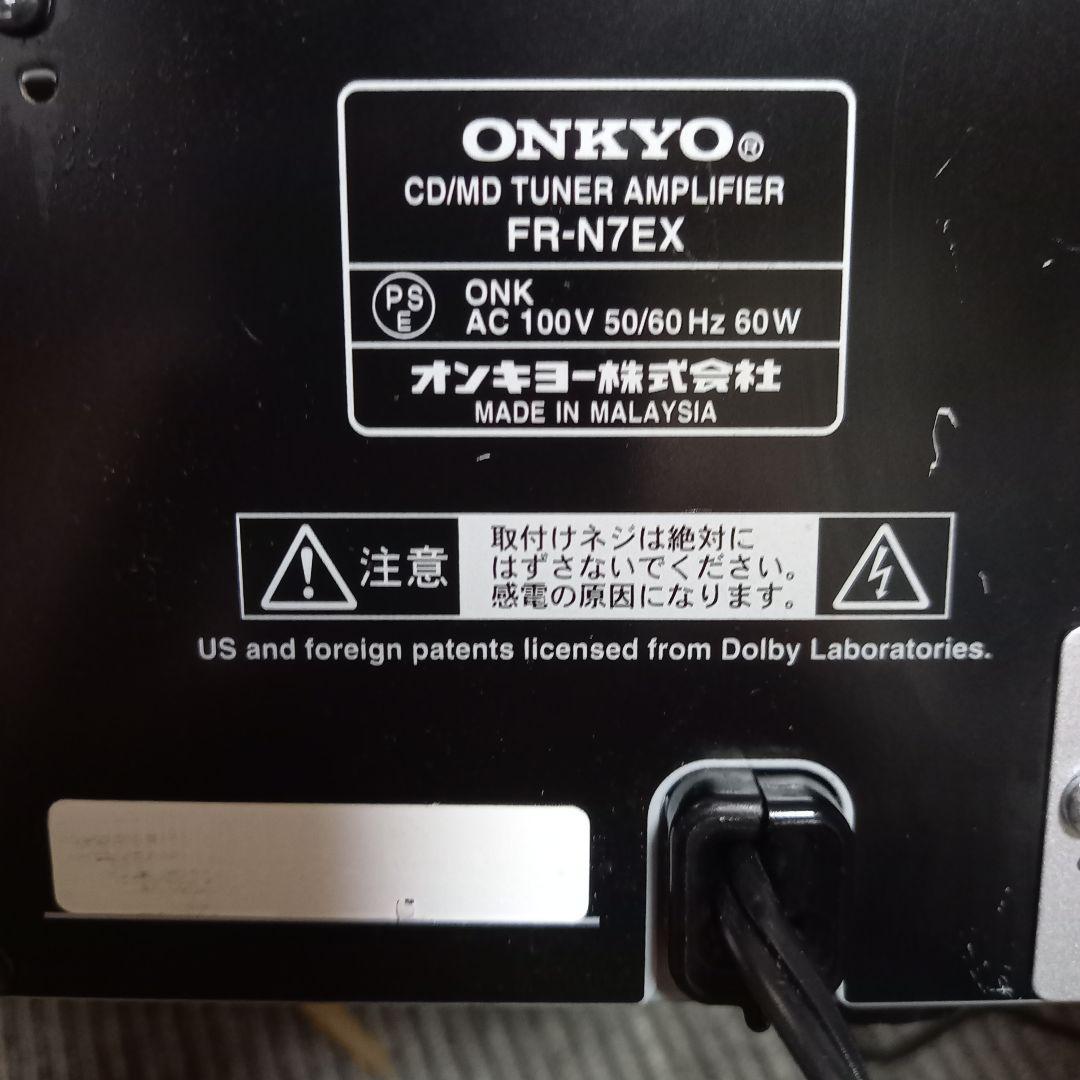 ONKYO®
CD/MD TUNER AMPLIFIER
FR-N7EX
PSE
ONK
AC 100V 50/60Hz 60W
オンキヨー株式会社
MADE IN MALAYSIA
注意
取付けネジは絶対に
はずさないでください。
感電の原因になります。
US and foreign patents licensed from Dolby Laboratories.